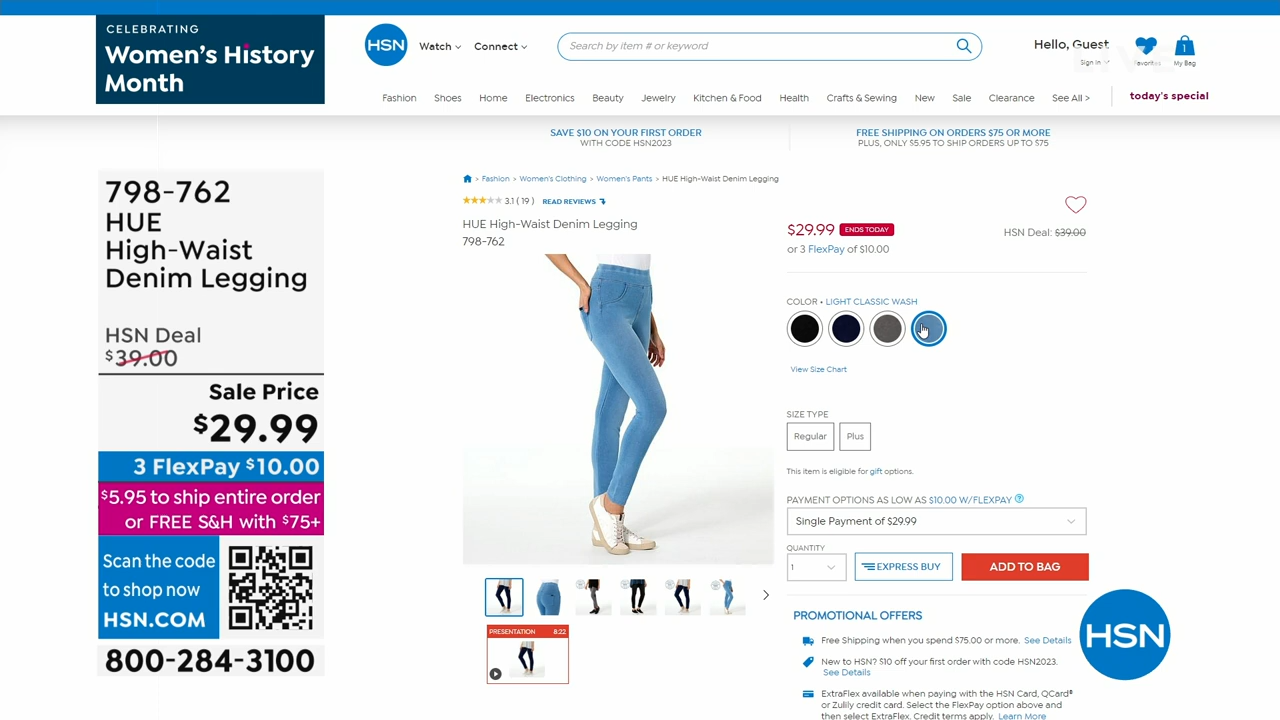 CELEBRATING
Women's History
Month
HSN
Watch
Connect
Search by item # or keyword
Hello, Guest
Sign In
Favorites
1
My Bag
Fashion
Shoes
Home
Electronics
Beauty
Jewelry
Kitchen & Food
Health
Crafts & Sewing
New
Sale
Clearance
See All >
today's special
SAVE $10 ON YOUR FIRST ORDER
WITH CODE HSN2023
FREE SHIPPING ON ORDERS $75 OR MORE
PLUS, ONLY $5.95 TO SHIP ORDERS UP TO $75
798-762
HUE
High-Waist
Denim Legging
HSN Deal
$39.00
Sale Price
$29.99
3 FlexPay $10.00
$5.95 to ship entire order
or FREE S&H with $75+
Scan the code
to shop now
HSN.COM
800-284-3100
> Fashion > Women's Clothing > Women's Pants > HUE High-Waist Denim Legging
3.1 ( 19 ) READ REVIEWS
HUE High-Waist Denim Legging
798-762
PRESENTATION 8:22
$29.99 ENDS TODAY
HSN Deal: $39.00
or 3 FlexPay of $10.00
COLOR • LIGHT CLASSIC WASH
View Size Chart
SIZE TYPE
Regular
Plus
This item is eligible for gift options.
PAYMENT OPTIONS AS LOW AS $10.00 W/FLEXPAY ?
Single Payment of $29.99
QUANTITY
1
EXPRESS BUY
ADD TO BAG
PROMOTIONAL OFFERS
Free Shipping when you spend $75.00 or more. See Details
New to HSN? $10 off your first order with code HSN2023.
See Details
ExtraFlex available when paying with the HSN Card, QCard®
or Zulily credit card. Select the FlexPay option above and
then select ExtraFlex. Credit terms apply. Learn More
HSN